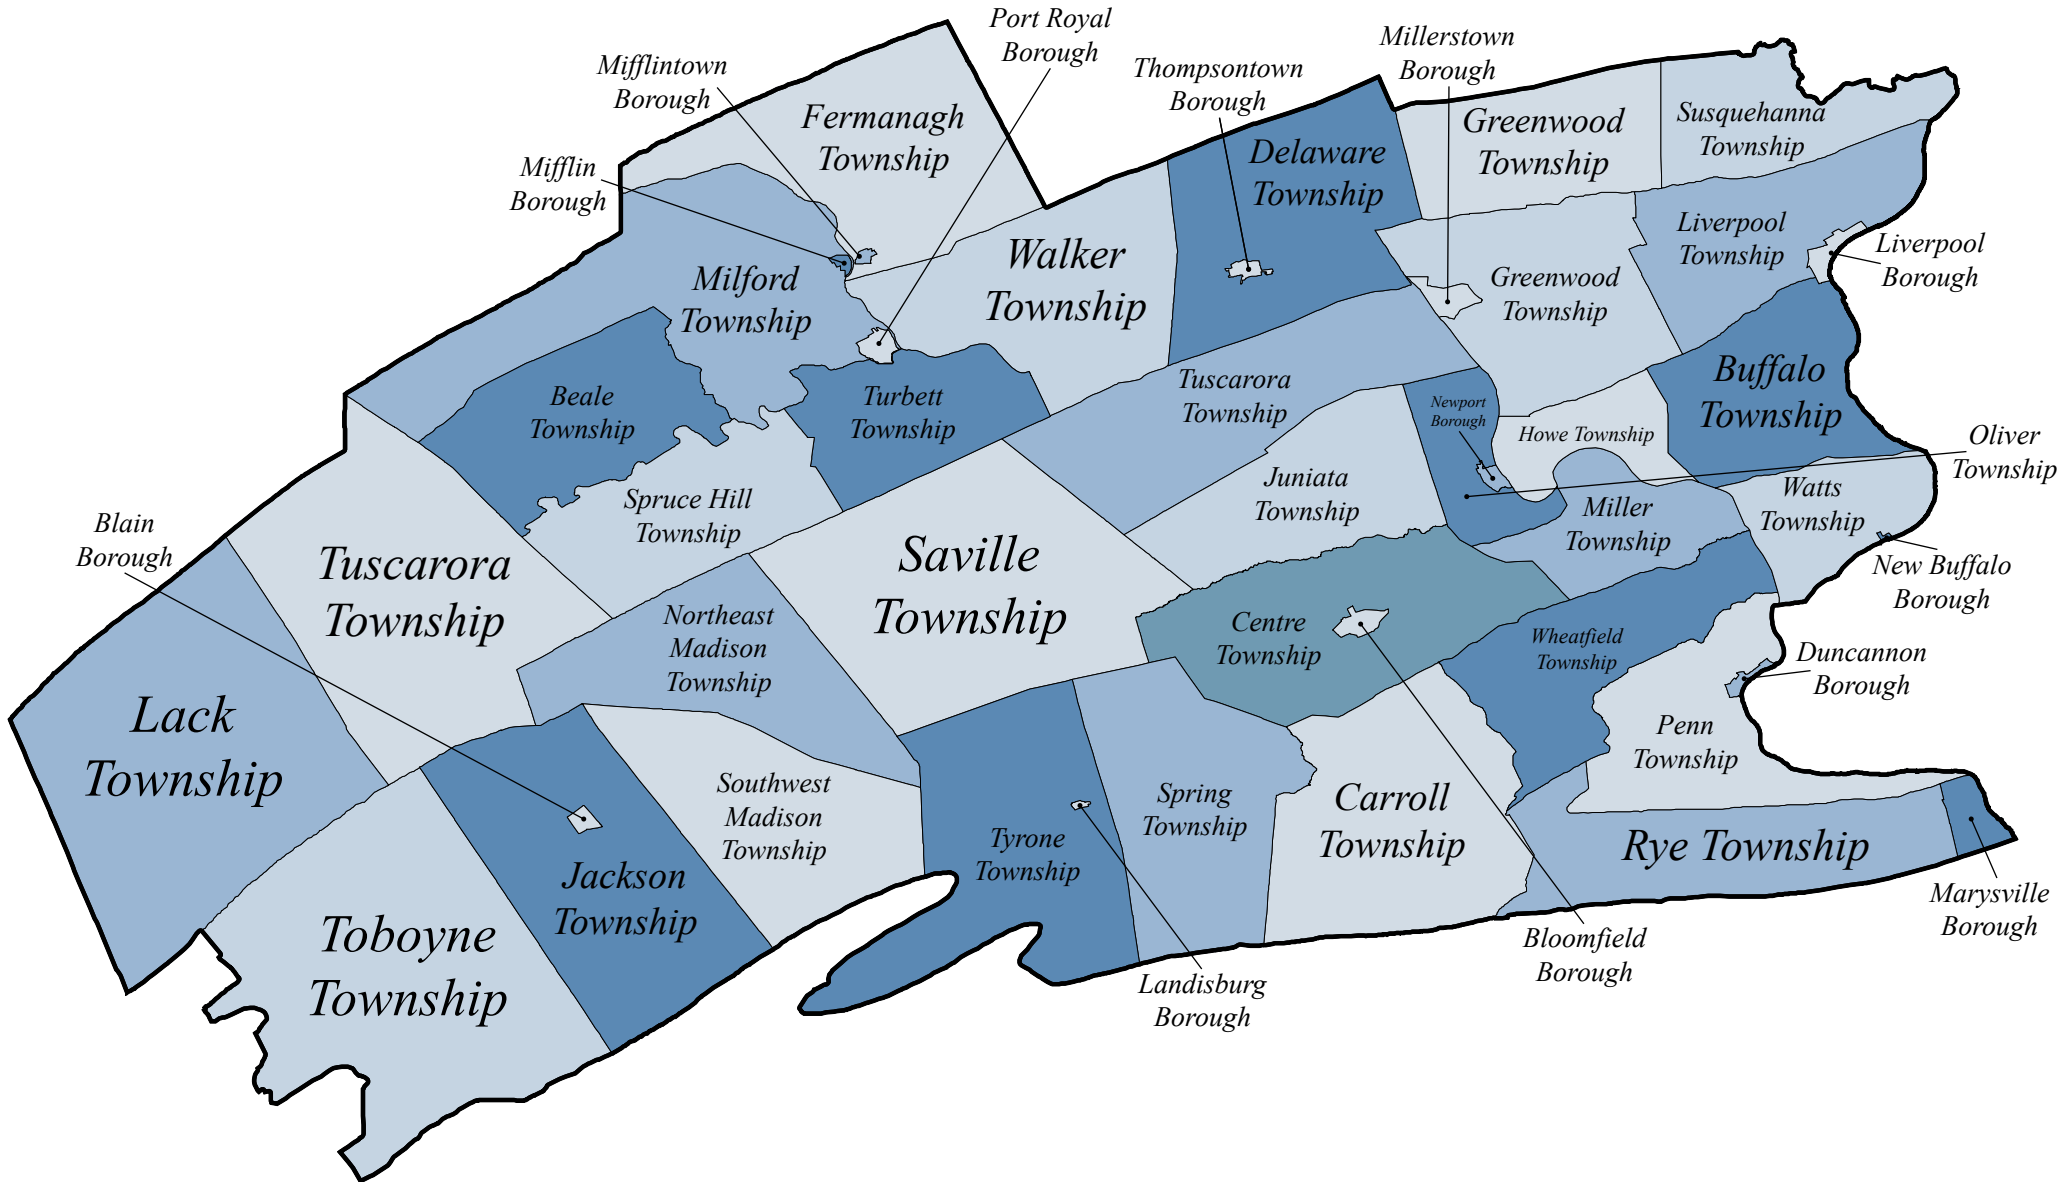 Port Royal
Borough
Millerstown
Borough
Mifflintown
Borough
Thompsontown
Borough
Fermanagh
Township
Greenwood
Township
Susquehanna
Township
Delaware
Township
Mifflin
Borough
Liverpool
Township
Liverpool
Borough
Walker
Township
Milford
Township
Greenwood
Township
Buffalo
Township
Tuscarora
Township
Beale
Township
Turbett
Township
Newport
Borough
Howe Township
Oliver
Township
Juniata
Township
Spruce Hill
Township
Watts
Township
Miller
Township
Blain
Borough
Tuscarora
Township
Saville
Township
New Buffalo
Borough
Northeast
Madison
Township
Centre
Township
Wheatfield
Township
Duncannon
Borough
Lack
Township
Penn
Township
Southwest
Madison
Township
Spring
Township
Carroll
Township
Tyrone
Township
Rye Township
Jackson
Township
Marysville
Borough
Toboyne
Township
Bloomfield
Borough
Landisburg
Borough